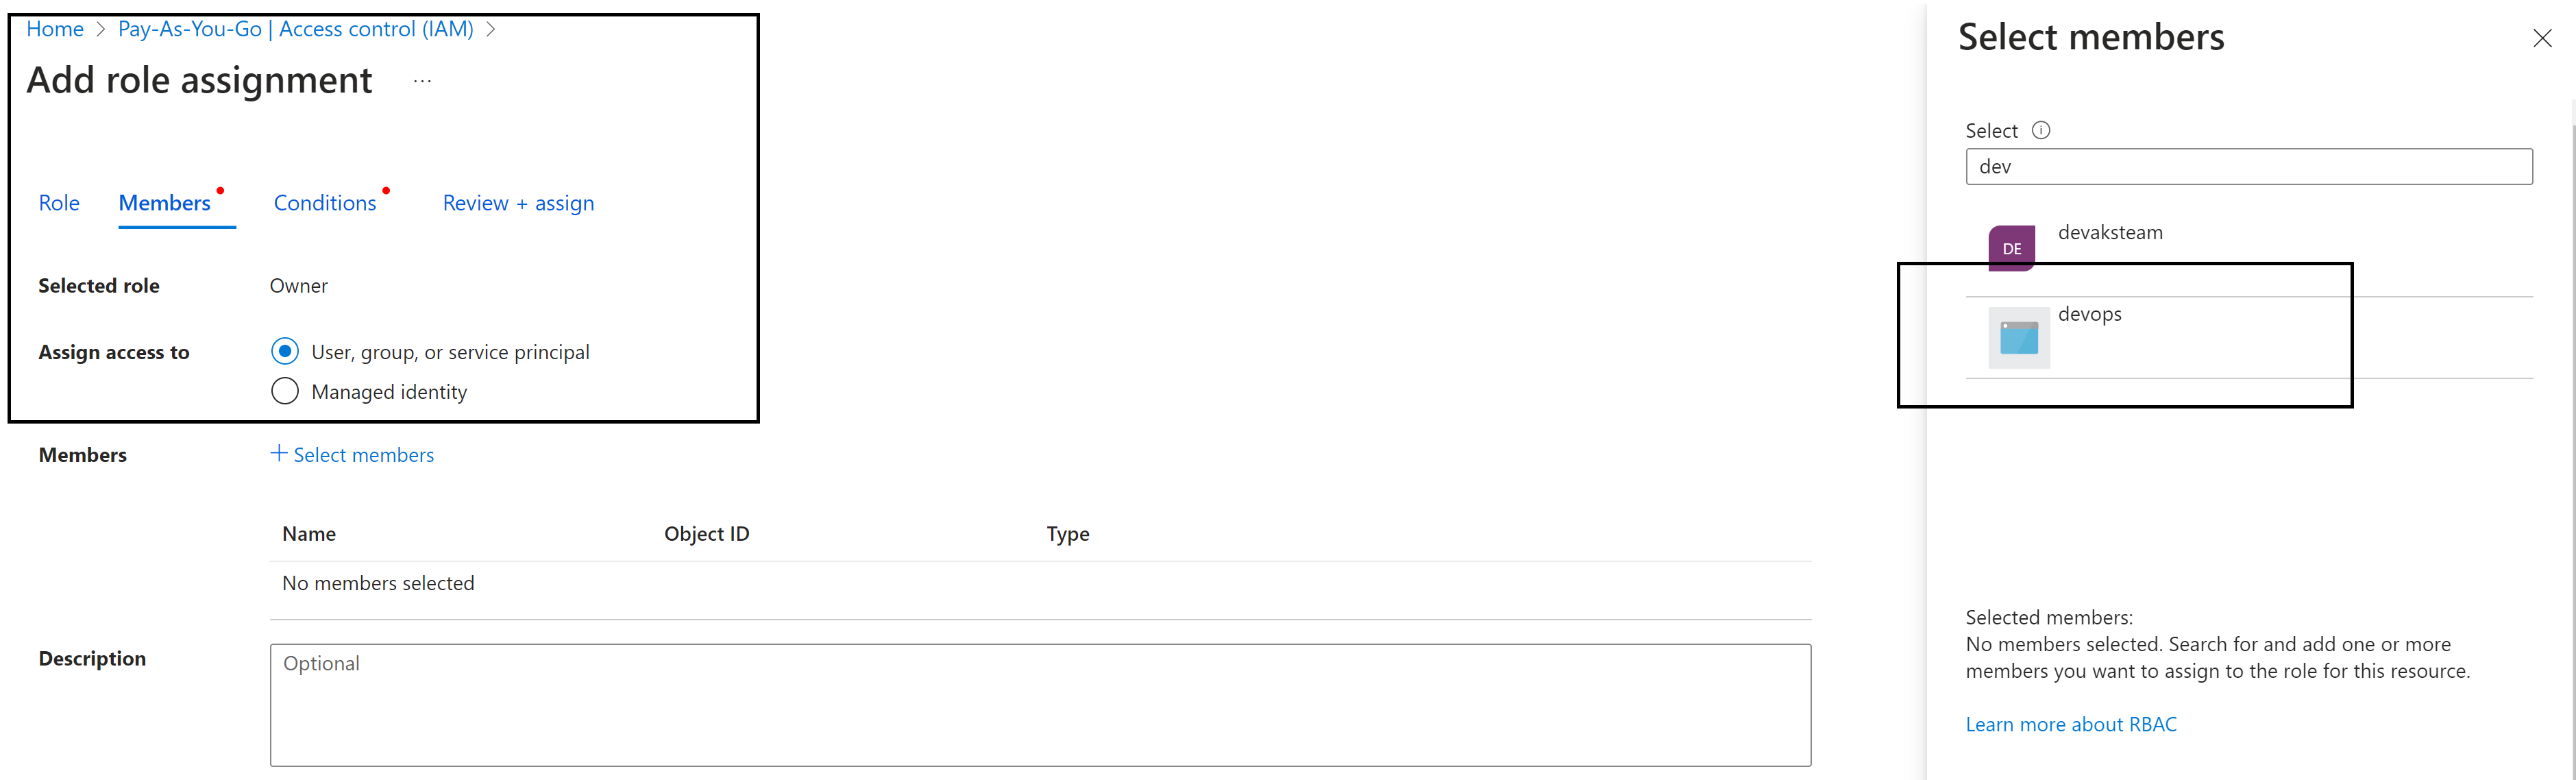 Home > Pay-As-You-Go | Access control (IAM) >
Add role assignment ...
Role Members Conditions Review + assign
Selected role Owner
Assign access to User, group, or service principal
Managed identity
Members + Select members
Name Object ID Type
No members selected
Description Optional
Select members
Select
dev
DE devaksteam
devops
Selected members:
No members selected. Search for and add one or more
members you want to assign to the role for this resource.
Learn more about RBAC